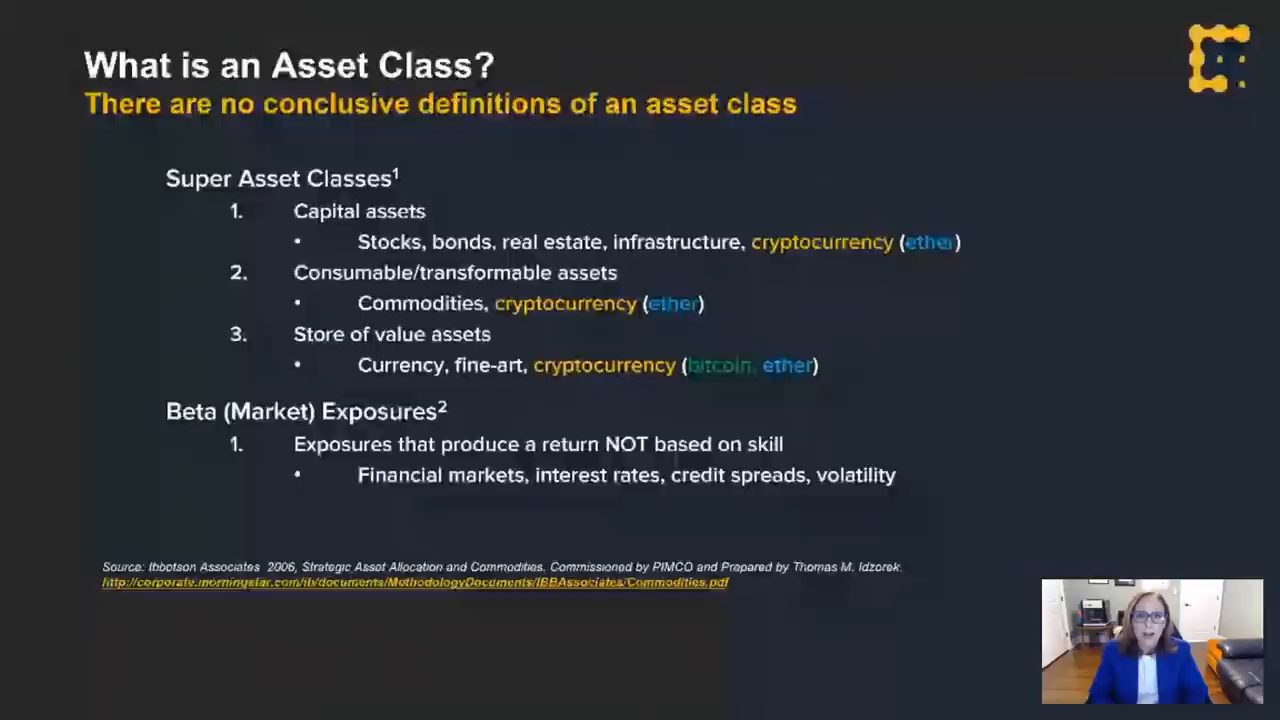 What is an Asset Class?
There are no conclusive definitions of an asset class
Super Asset Classes¹
1. Capital assets
• Stocks, bonds, real estate, infrastructure, cryptocurrency (ether)
2. Consumable/transformable assets
• Commodities, cryptocurrency (ether)
3. Store of value assets
• Currency, fine-art, cryptocurrency (bitcoin, ether)
Beta (Market) Exposures²
1. Exposures that produce a return NOT based on skill
• Financial markets, interest rates, credit spreads, volatility
Source: Ibbotson Associates 2006, Strategic Asset Allocation and Commodities. Commissioned by PIMCO and Prepared by Thomas M. Idzorek.
http://corporate.morningstar.com/ib/documents/MethodologyDocuments/IBBAssociates/Commodities.pdf